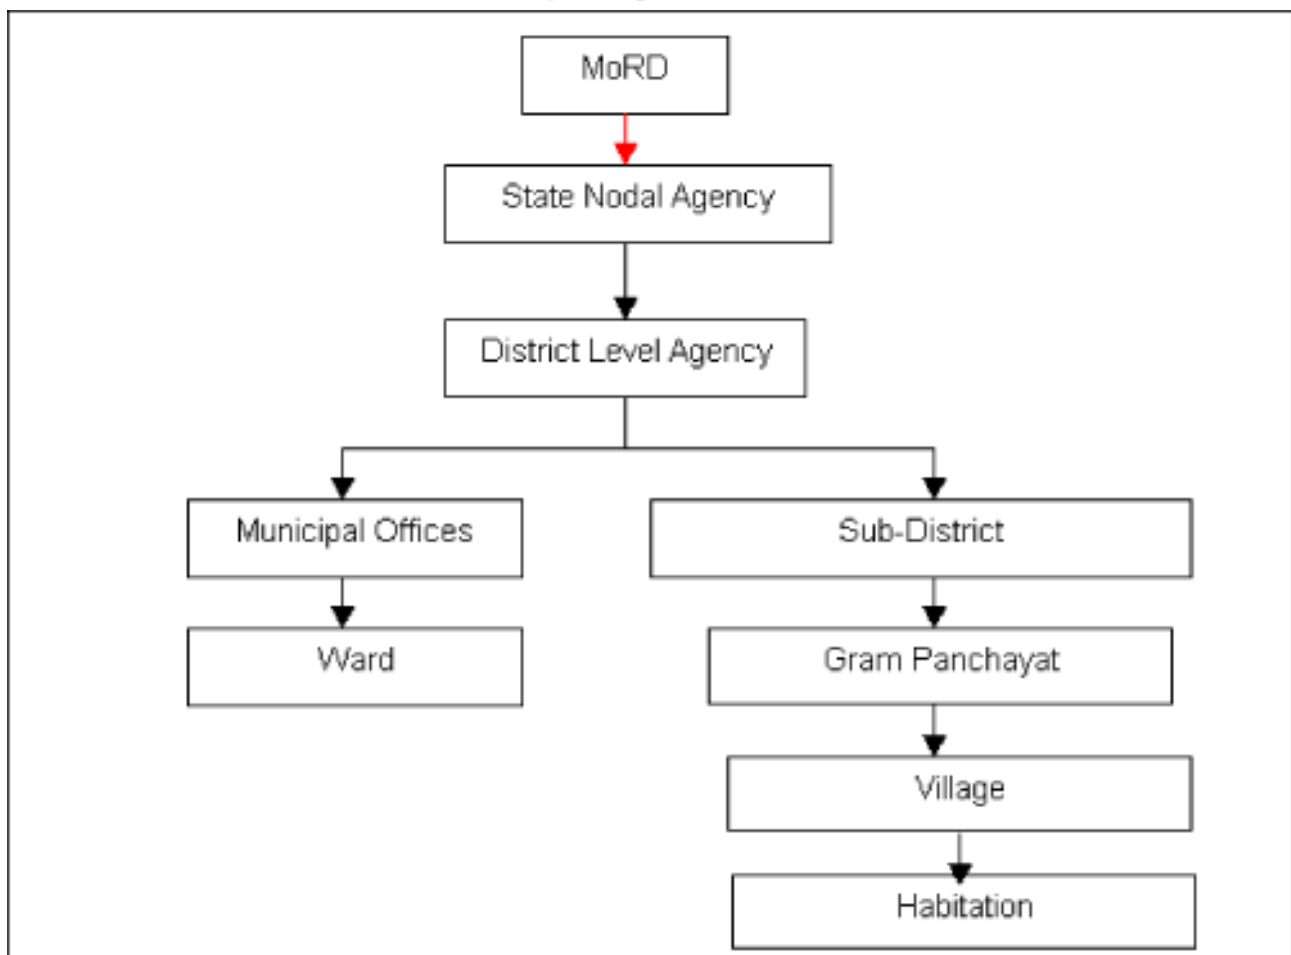 MoRD
State Nodal Agency
District Level Agency
Municipal Offices
Sub-District
Ward
Gram Panchayat
Village
Habitation